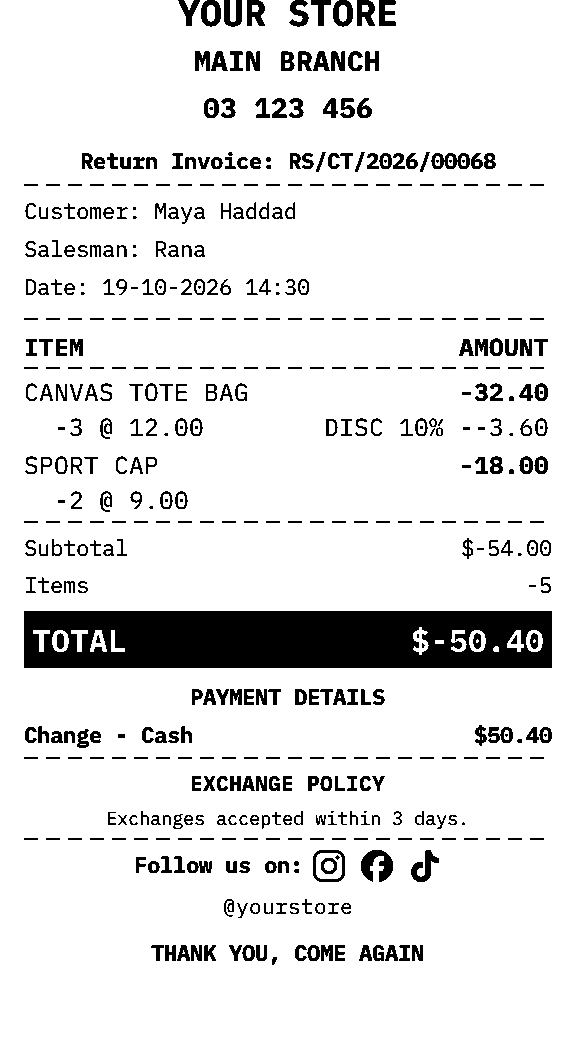 YOUR STORE
MAIN BRANCH
03 123 456
Return Invoice: RS/CT/2026/00068
Customer: Maya Haddad
Salesman: Rana
Date: 19-10-2026 14:30
ITEM AMOUNT
CANVAS TOTE BAG -32.40
-3 @ 12.00 DISC 10% --3.60
SPORT CAP -18.00
-2 @ 9.00
Subtotal $-54.00
Items -5
TOTAL $-50.40
PAYMENT DETAILS
Change - Cash $50.40
EXCHANGE POLICY
Exchanges accepted within 3 days.
Follow us on:
@yourstore
THANK YOU, COME AGAIN